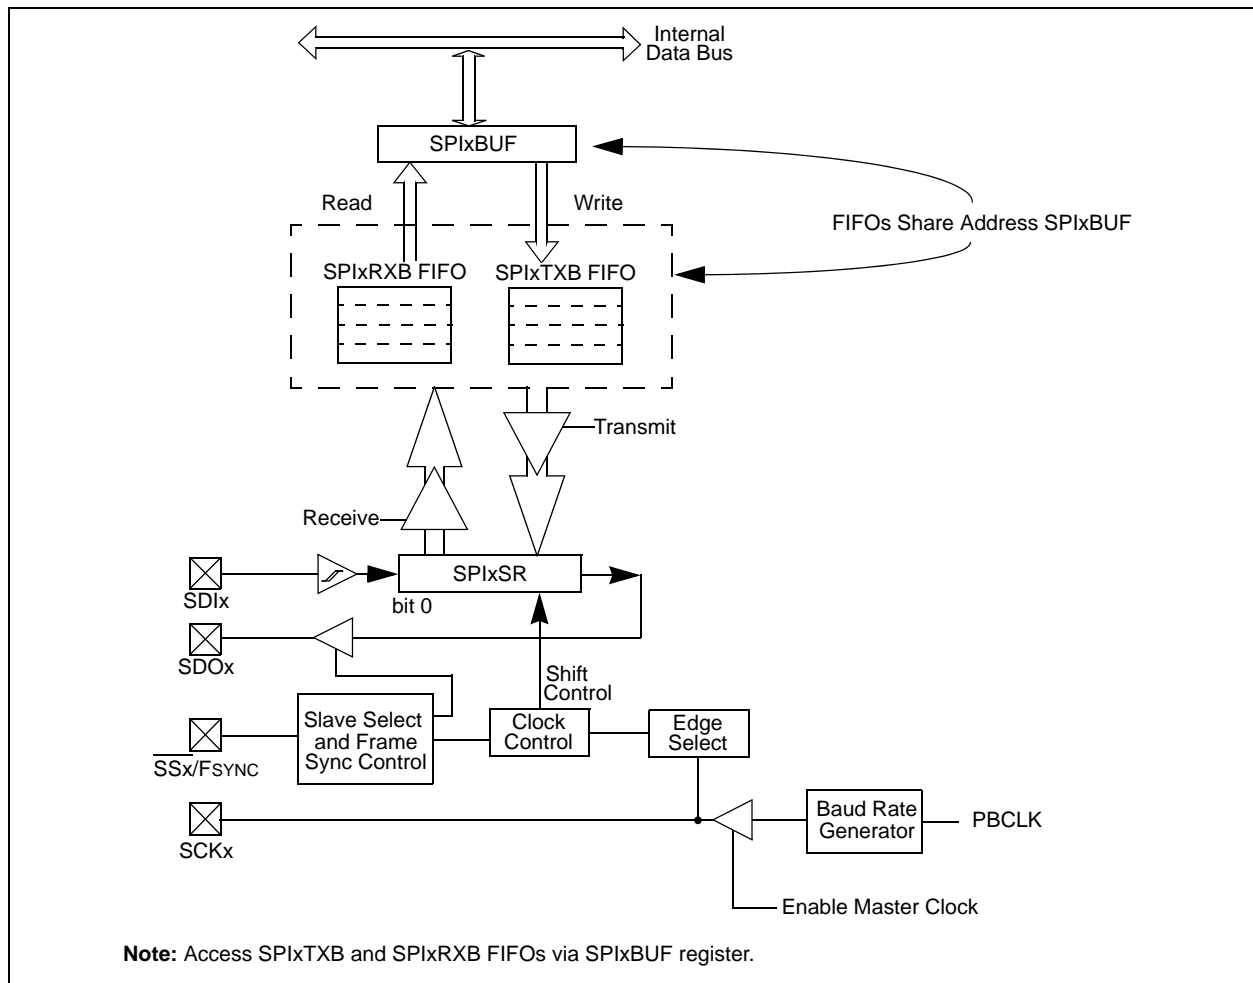 Internal
Data Bus
SPIxBUF
Read
Write
FIFOs Share Address SPIxBUF
SPIxRXB FIFO
SPIxTXB FIFO
Transmit
Receive
SPIxSR
SDIx
bit 0
SDOx
Shift
Control
Slave Select
and Frame
Sync Control
Clock
Control
Edge
Select
SSx/FSYNC
Baud Rate
Generator
PBCLK
SCKx
Enable Master Clock
Note: Access SPIxTXB and SPIxRXB FIFOs via SPIxBUF register.